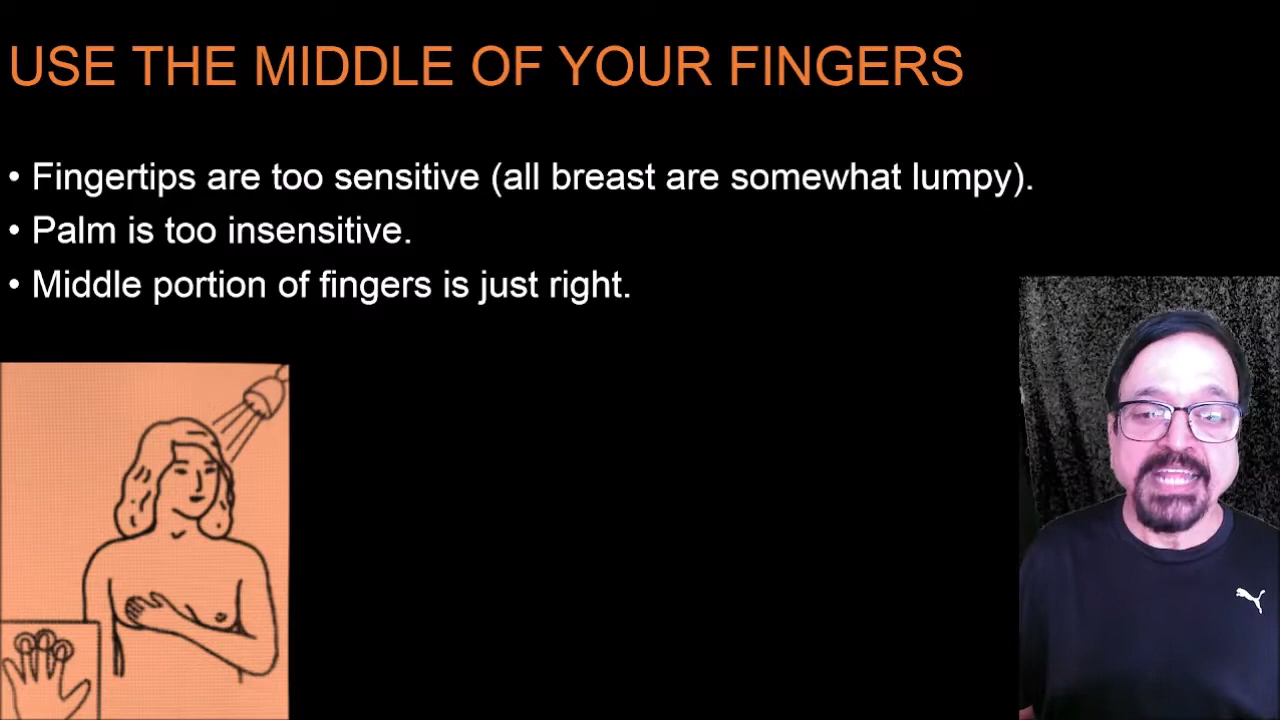 USE THE MIDDLE OF YOUR FINGERS
• Fingertips are too sensitive (all breast are somewhat lumpy).
• Palm is too insensitive.
• Middle portion of fingers is just right.